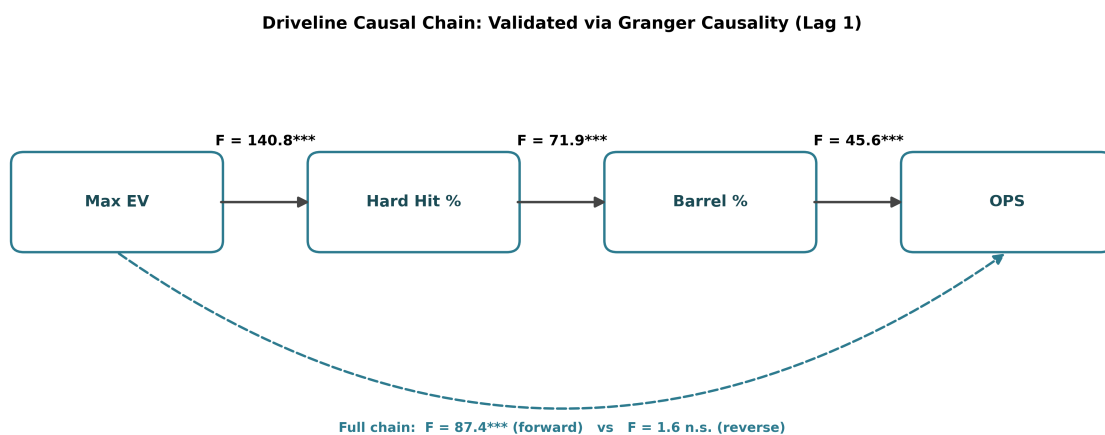 Driveline Causal Chain: Validated via Granger Causality (Lag 1)
F = 140.8***
F = 71.9***
F = 45.6***
Max EV
Hard Hit %
Barrel %
OPS
Full chain:  F = 87.4*** (forward)   vs   F = 1.6 n.s. (reverse)